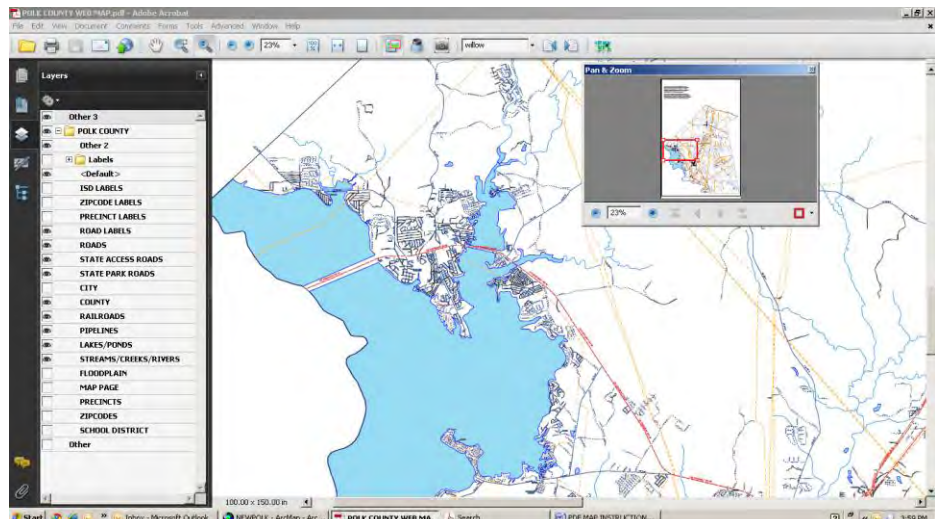 POLK COUNTY WEB MAP.pdf - Adobe Acrobat
File Edit View Document Comments Forms Tools Advanced Window Help
23%
willow
Layers
Other 3
POLK COUNTY
Other 2
Labels
<Default>
ISD LABELS
ZIPCODE LABELS
PRECINCT LABELS
ROAD LABELS
ROADS
STATE ACCESS ROADS
STATE PARK ROADS
CITY
COUNTY
RAILROADS
PIPELINES
LAKES/PONDS
STREAMS/CREEKS/RIVERS
FLOODPLAIN
MAP PAGE
PRECINCTS
ZIPCODES
SCHOOL DISTRICT
Other
Pan & Zoom
23%
100.00 x 150.00 in
Start
Inbox - Microsoft Outlook
NEWPOLK - ArcMap - Arc...
POLK COUNTY WEB MA...
Search
PDF MAP INSTRUCTION...
3:59 PM